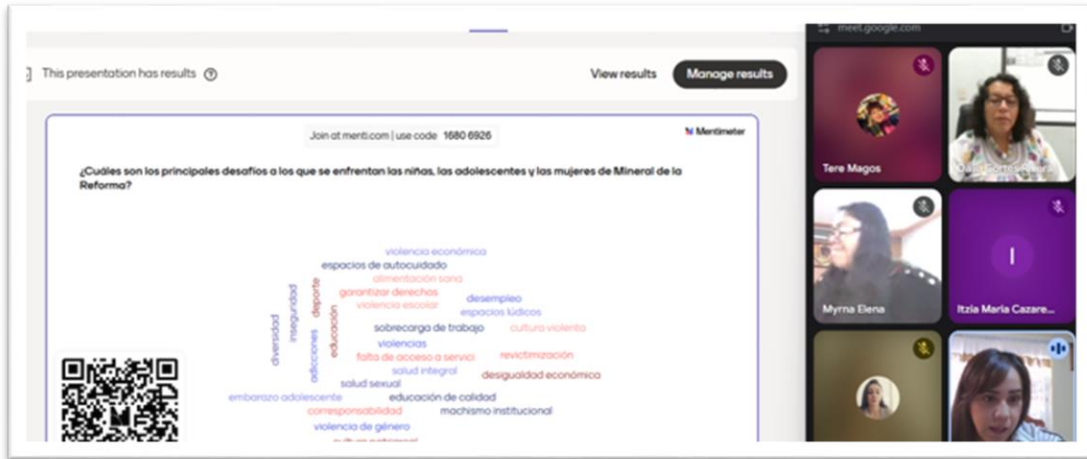 meet.google.com
This presentation has results ?
View results
Manage results
Join at menti.com | use code 1680 6926
Mentimeter
¿Cuáles son los principales desafíos a los que se enfrentan las niñas, las adolescentes y las mujeres de Mineral de la
Reforma?
violencia económica
espacios de autocuidado
alimentación sana
garantizar derechos
violencia escolar
desempleo
espacios lúdicos
diversidad
inseguridad
deporte
adicciones
educación
sobrecarga de trabajo
cultura violenta
violencias
falta de acceso a servici
revictimización
salud integral
desigualdad económica
salud sexual
embarazo adolescente
educación de calidad
corresponsabilidad
machismo institucional
violencia de género
Tere Magos
Myrna Elena
I
Itzia María Cazare...